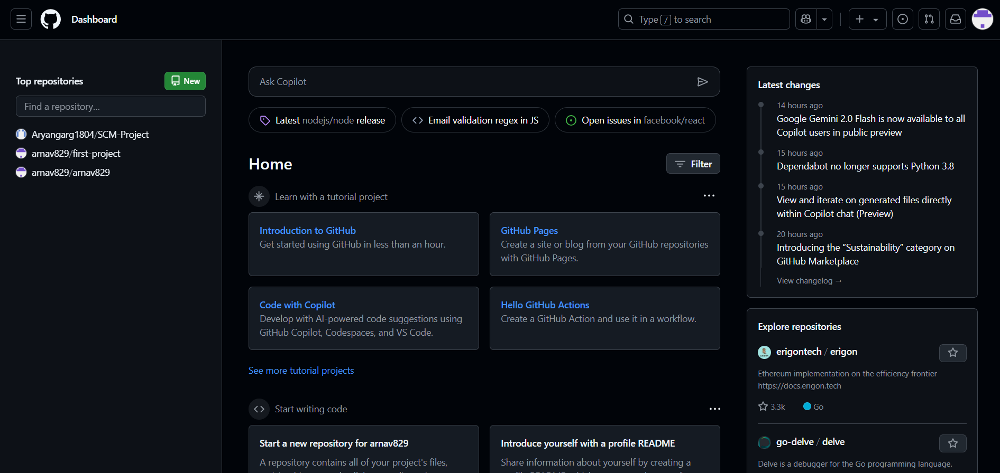 Dashboard
Type / to search
Top repositories
New
Find a repository...
Aryangarg1804/SCM-Project
arnav829/first-project
arnav829/arnav829
Ask Copilot
Latest nodejs/node release
Email validation regex in JS
Open issues in facebook/react
Home
Filter
Learn with a tutorial project
Introduction to GitHub
Get started using GitHub in less than an hour.
GitHub Pages
Create a site or blog from your GitHub repositories
with GitHub Pages.
Code with Copilot
Develop with AI-powered code suggestions using
GitHub Copilot, Codespaces, and VS Code.
Hello GitHub Actions
Create a GitHub Action and use it in a workflow.
See more tutorial projects
Start writing code
Start a new repository for arnav829
A repository contains all of your project's files,
Introduce yourself with a profile README
Share information about yourself by creating a
Latest changes
14 hours ago
Google Gemini 2.0 Flash is now available to all
Copilot users in public preview
15 hours ago
Dependabot no longer supports Python 3.8
15 hours ago
View and iterate on generated files directly
within Copilot chat (Preview)
20 hours ago
Introducing the “Sustainability” category on
GitHub Marketplace
View changelog →
Explore repositories
erigontech / erigon
Ethereum implementation on the efficiency frontier
https://docs.erigon.tech
3.3k
Go
go-delve / delve
Delve is a debugger for the Go programming language.